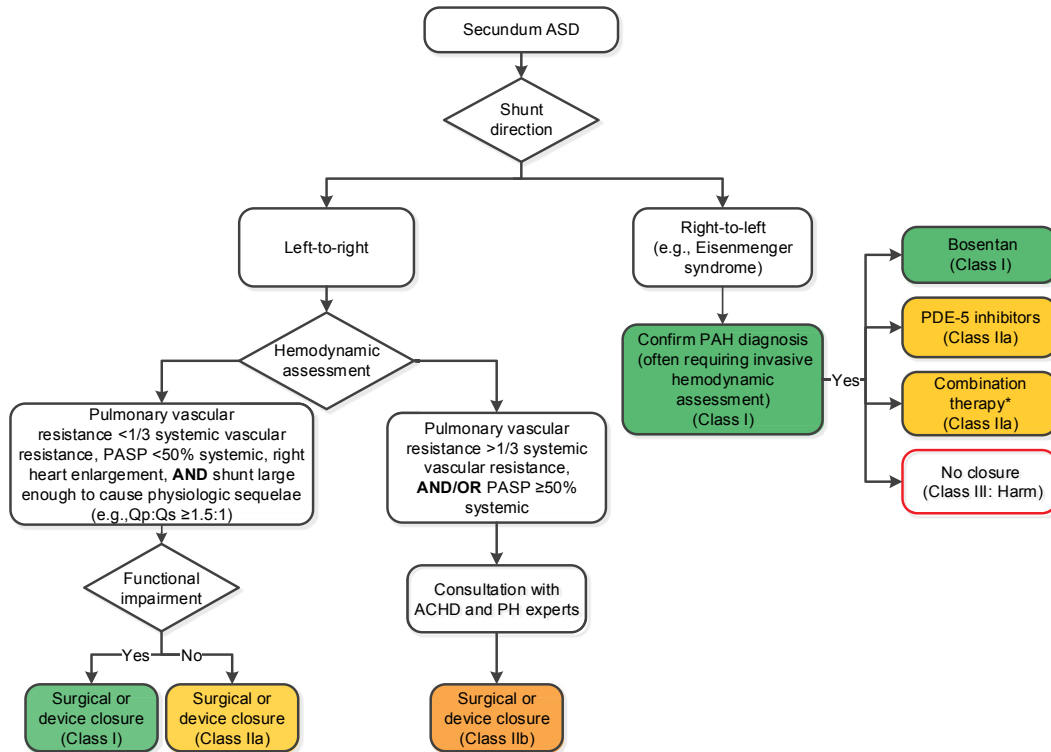 Secundum ASD
Shunt
direction
Left-to-right
Right-to-left
(e.g., Eisenmenger
syndrome)
Hemodynamic
assessment
Confirm PAH diagnosis
(often requiring invasive
hemodynamic
assessment)
(Class I)
Yes
Bosentan
(Class I)
PDE-5 inhibitors
(Class IIa)
Combination
therapy*
(Class IIa)
No closure
(Class III: Harm)
Pulmonary vascular
resistance <1/3 systemic vascular
resistance, PASP <50% systemic, right
heart enlargement, AND shunt large
enough to cause physiologic sequelae
(e.g.,Qp:Qs ≥1.5:1)
Pulmonary vascular
resistance >1/3 systemic
vascular resistance,
AND/OR PASP ≥50%
systemic
Functional
impairment
Consultation with
ACHD and PH experts
Yes
No
Surgical or
device closure
(Class I)
Surgical or
device closure
(Class IIa)
Surgical or
device closure
(Class IIb)